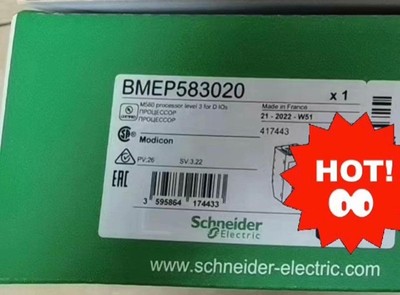 BMEP583020 x 1
M580 processor level 3 for D IOs
ПРОЦЕССОР
ПРОЦЕССОР
Made in France
21 - 2022 - W51
417443
Modicon
PV:26 SV:3.22
EAC
3 595864 174433
Schneider
Electric
HOT!
www.schneider-electric.com